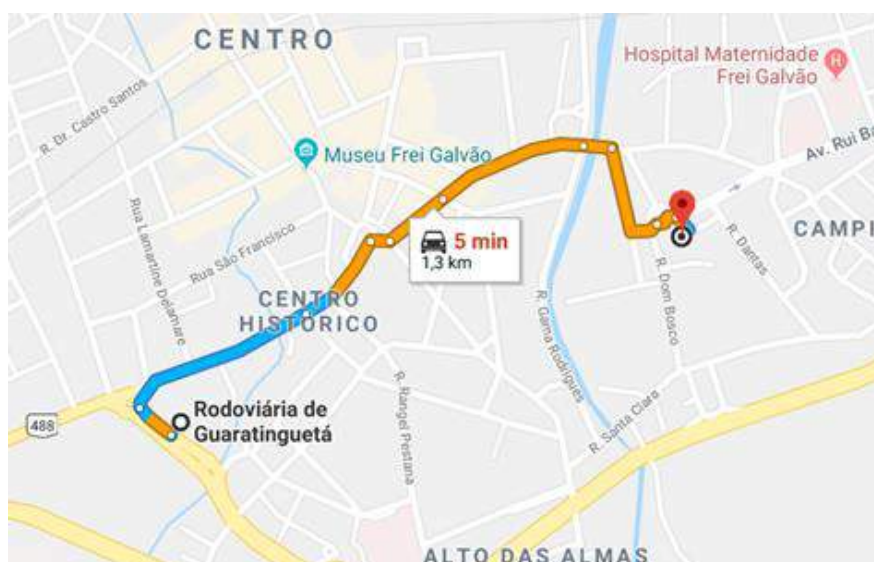 CENTRO
Hospital Maternidade
Frei Galvão
R. Dr. Castro Santos
Museu Frei Galvão
Av. Rui Ba
Rua Lamartine Delamare
Rua São Francisco
5 min
1,3 km
CAMPI
R. Dantas
R. Dom Bosco
CENTRO
HISTÓRICO
R. Gama Rodrigues
Rodoviária de
Guaratinguetá
488
R. Rangel Pestana
R. Santa Clara
ALTO DAS ALMAS